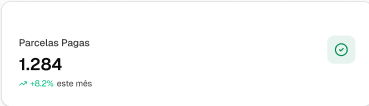 Parcelas Pagas
1.284
+8.2% este mês